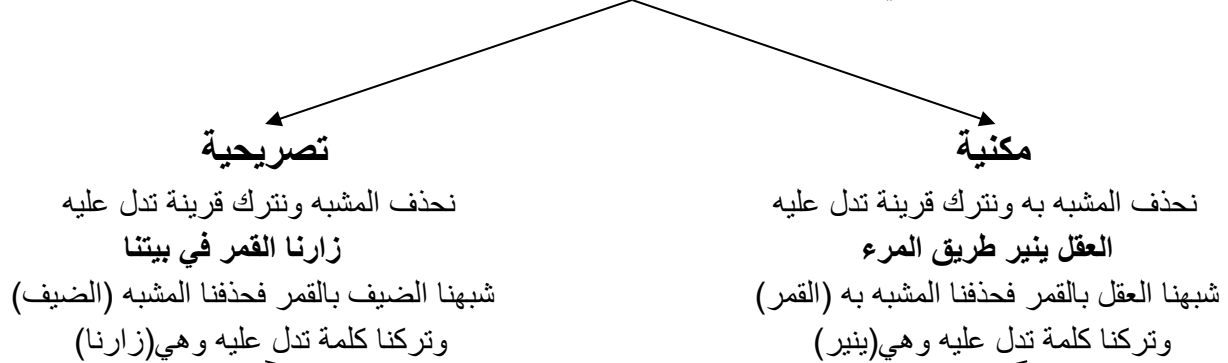 مكنية
نحذف المشبه به ونترك قرينة تدل عليه
العقل ينير طريق المرء
شبهنا العقل بالقمر فحذفنا المشبه به (القمر)
وتركنا كلمة تدل عليه وهي(ينير)
تصريحية
نحذف المشبه ونترك قرينة تدل عليه
زارنا القمر في بيتنا
شبهنا الضيف بالقمر فحذفنا المشبه (الضيف)
وتركنا كلمة تدل عليه وهي(زارنا)